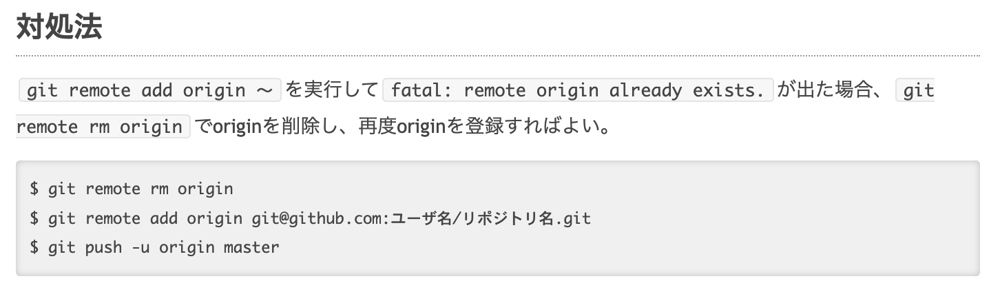 対処法
git remote add origin 〜 を実行して fatal: remote origin already exists. が出た場合、 git
remote rm origin でoriginを削除し、再度originを登録すればよい。
$ git remote rm origin
$ git remote add origin git@github.com:ユーザ名/リポジトリ名.git
$ git push -u origin master